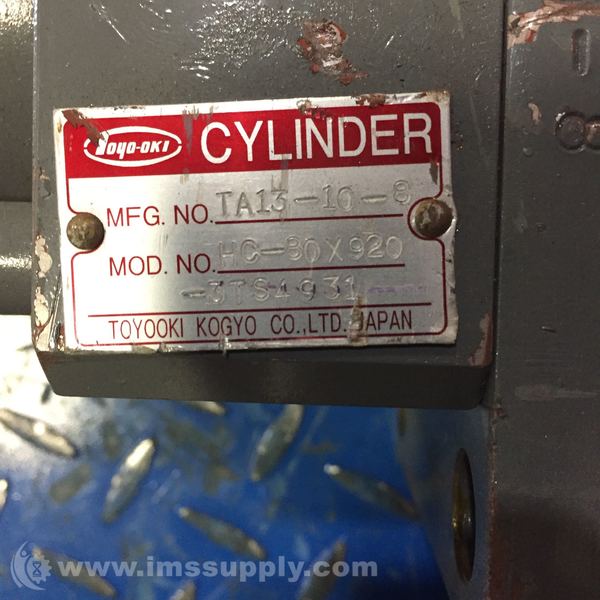 Toyo-OKI CYLINDER
MFG. NO. TA13-10-8
MOD. NO. HC-80X920
-3TS4931
TOYOOKI KOGYO CO.,LTD. JAPAN
8
www.imssupply.com